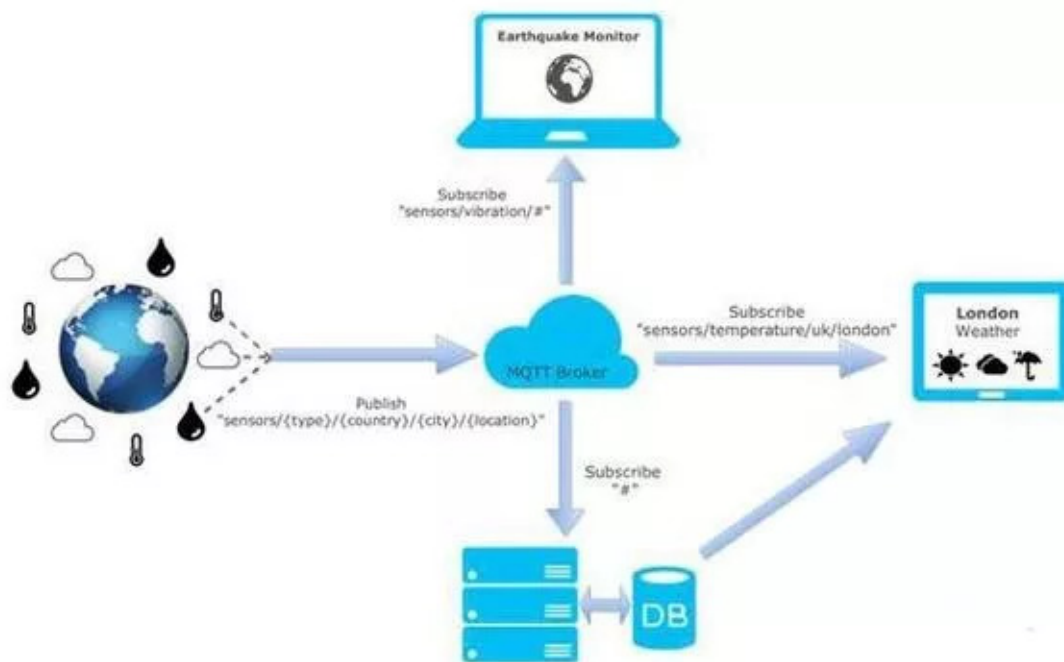 Earthquake Monitor
Subscribe
"sensors/vibration/#"
Subscribe
"sensors/temperature/uk/london"
London
Weather
MQTT Broker
Publish
"sensors/{type}/{country}/{city}/{location}"
Subscribe
"#"
DB